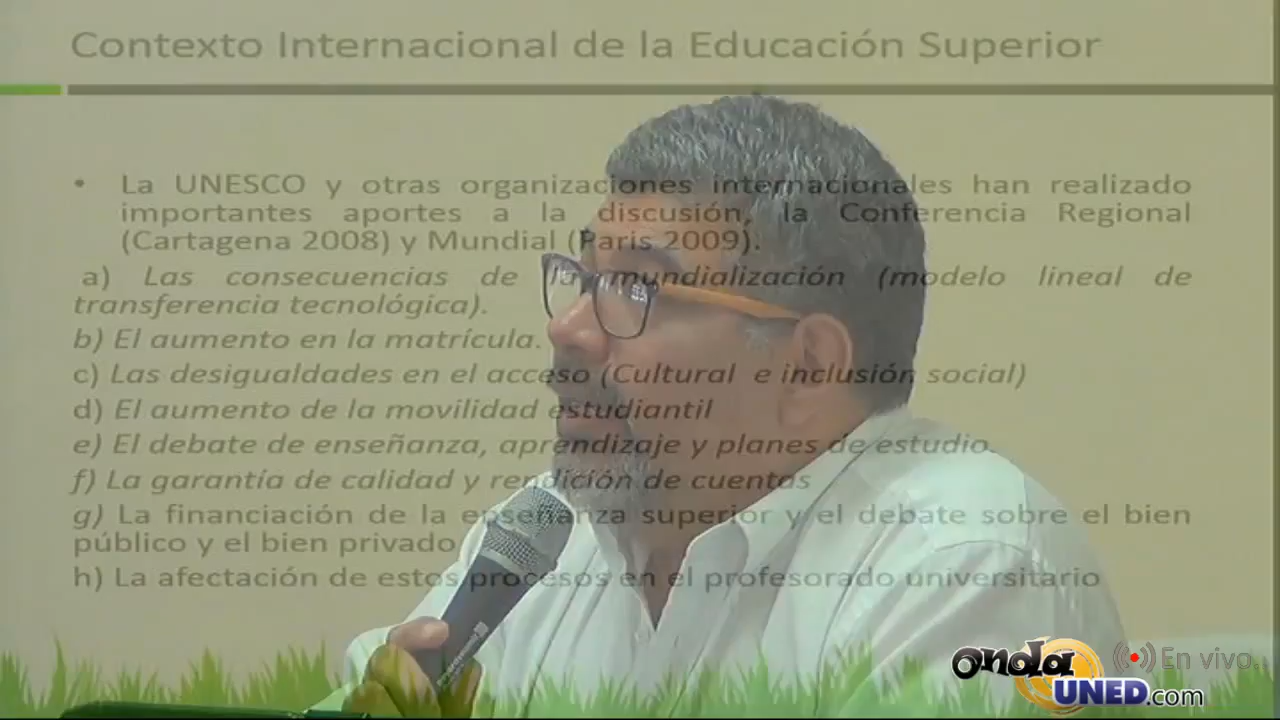 Contexto Internacional de la Educación Superior
• La UNESCO y otras organizaciones internacionales han realizado
importantes aportes a la discusión, la Conferencia Regional
(Cartagena 2008) y Mundial (Paris 2009).
a) Las consecuencias de la mundialización (modelo lineal de
transferencia tecnológica).
b) El aumento en la matrícula.
c) Las desigualdades en el acceso (Cultural e inclusión social)
d) El aumento de la movilidad estudiantil
e) El debate de enseñanza, aprendizaje y planes de estudio.
f) La garantía de calidad y rendición de cuentas
g) La financiación de la enseñanza superior y el debate sobre el bien
público y el bien privado
h) La afectación de estos procesos en el profesorado universitario
onda
UNED.com
En vivo..